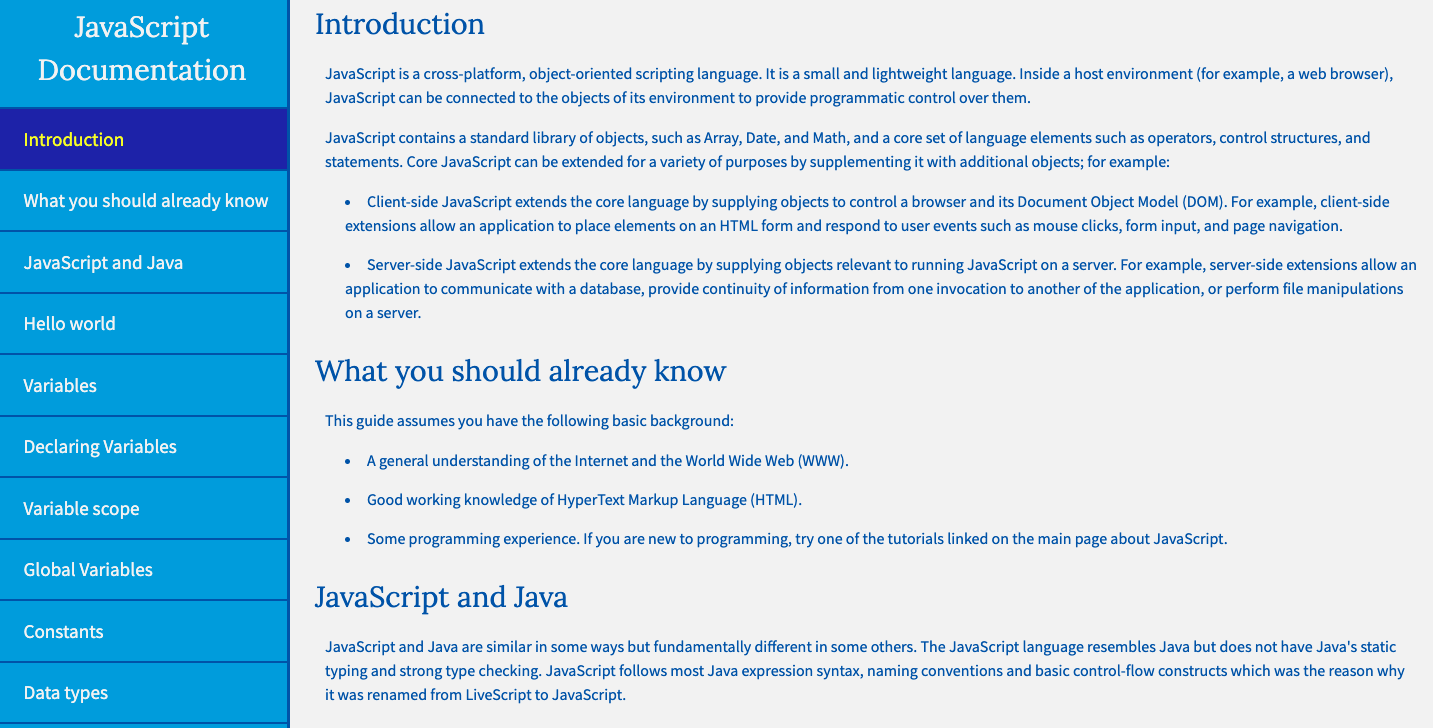 JavaScript
Documentation
Introduction
What you should already know
JavaScript and Java
Hello world
Variables
Declaring Variables
Variable scope
Global Variables
Constants
Data types
Introduction
JavaScript is a cross-platform, object-oriented scripting language. It is a small and lightweight language. Inside a host environment (for example, a web browser),
JavaScript can be connected to the objects of its environment to provide programmatic control over them.
JavaScript contains a standard library of objects, such as Array, Date, and Math, and a core set of language elements such as operators, control structures, and
statements. Core JavaScript can be extended for a variety of purposes by supplementing it with additional objects; for example:
• Client-side JavaScript extends the core language by supplying objects to control a browser and its Document Object Model (DOM). For example, client-side
extensions allow an application to place elements on an HTML form and respond to user events such as mouse clicks, form input, and page navigation.
• Server-side JavaScript extends the core language by supplying objects relevant to running JavaScript on a server. For example, server-side extensions allow an
application to communicate with a database, provide continuity of information from one invocation to another of the application, or perform file manipulations
on a server.
What you should already know
This guide assumes you have the following basic background:
• A general understanding of the Internet and the World Wide Web (WWW).
• Good working knowledge of HyperText Markup Language (HTML).
• Some programming experience. If you are new to programming, try one of the tutorials linked on the main page about JavaScript.
JavaScript and Java
JavaScript and Java are similar in some ways but fundamentally different in some others. The JavaScript language resembles Java but does not have Java's static
typing and strong type checking. JavaScript follows most Java expression syntax, naming conventions and basic control-flow constructs which was the reason why
it was renamed from LiveScript to JavaScript.